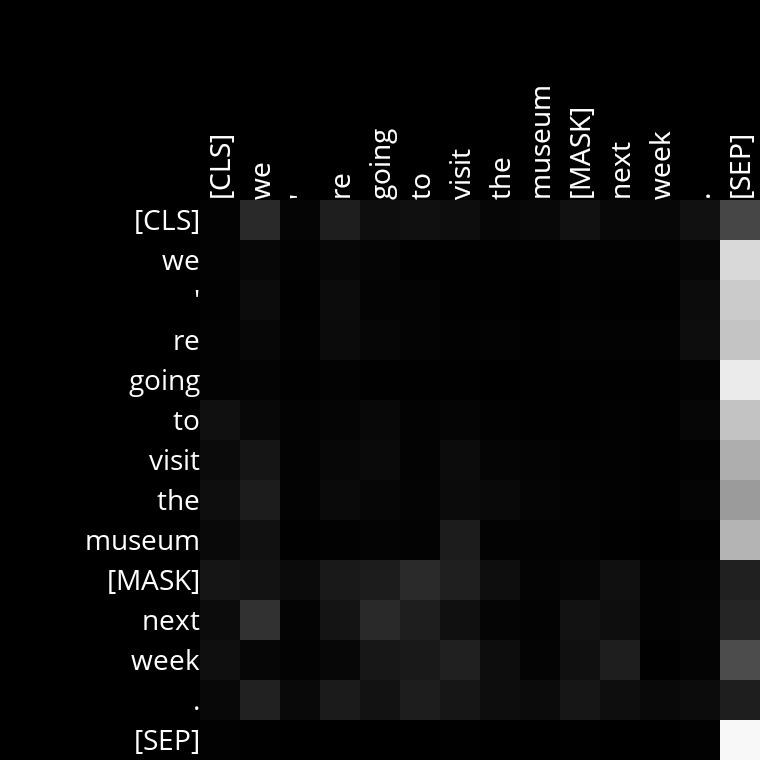 [CLS] we ' re going to visit the museum [MASK] next week . [SEP]
[CLS]
we
'
re
going
to
visit
the
museum
[MASK]
next
week
.
[SEP]